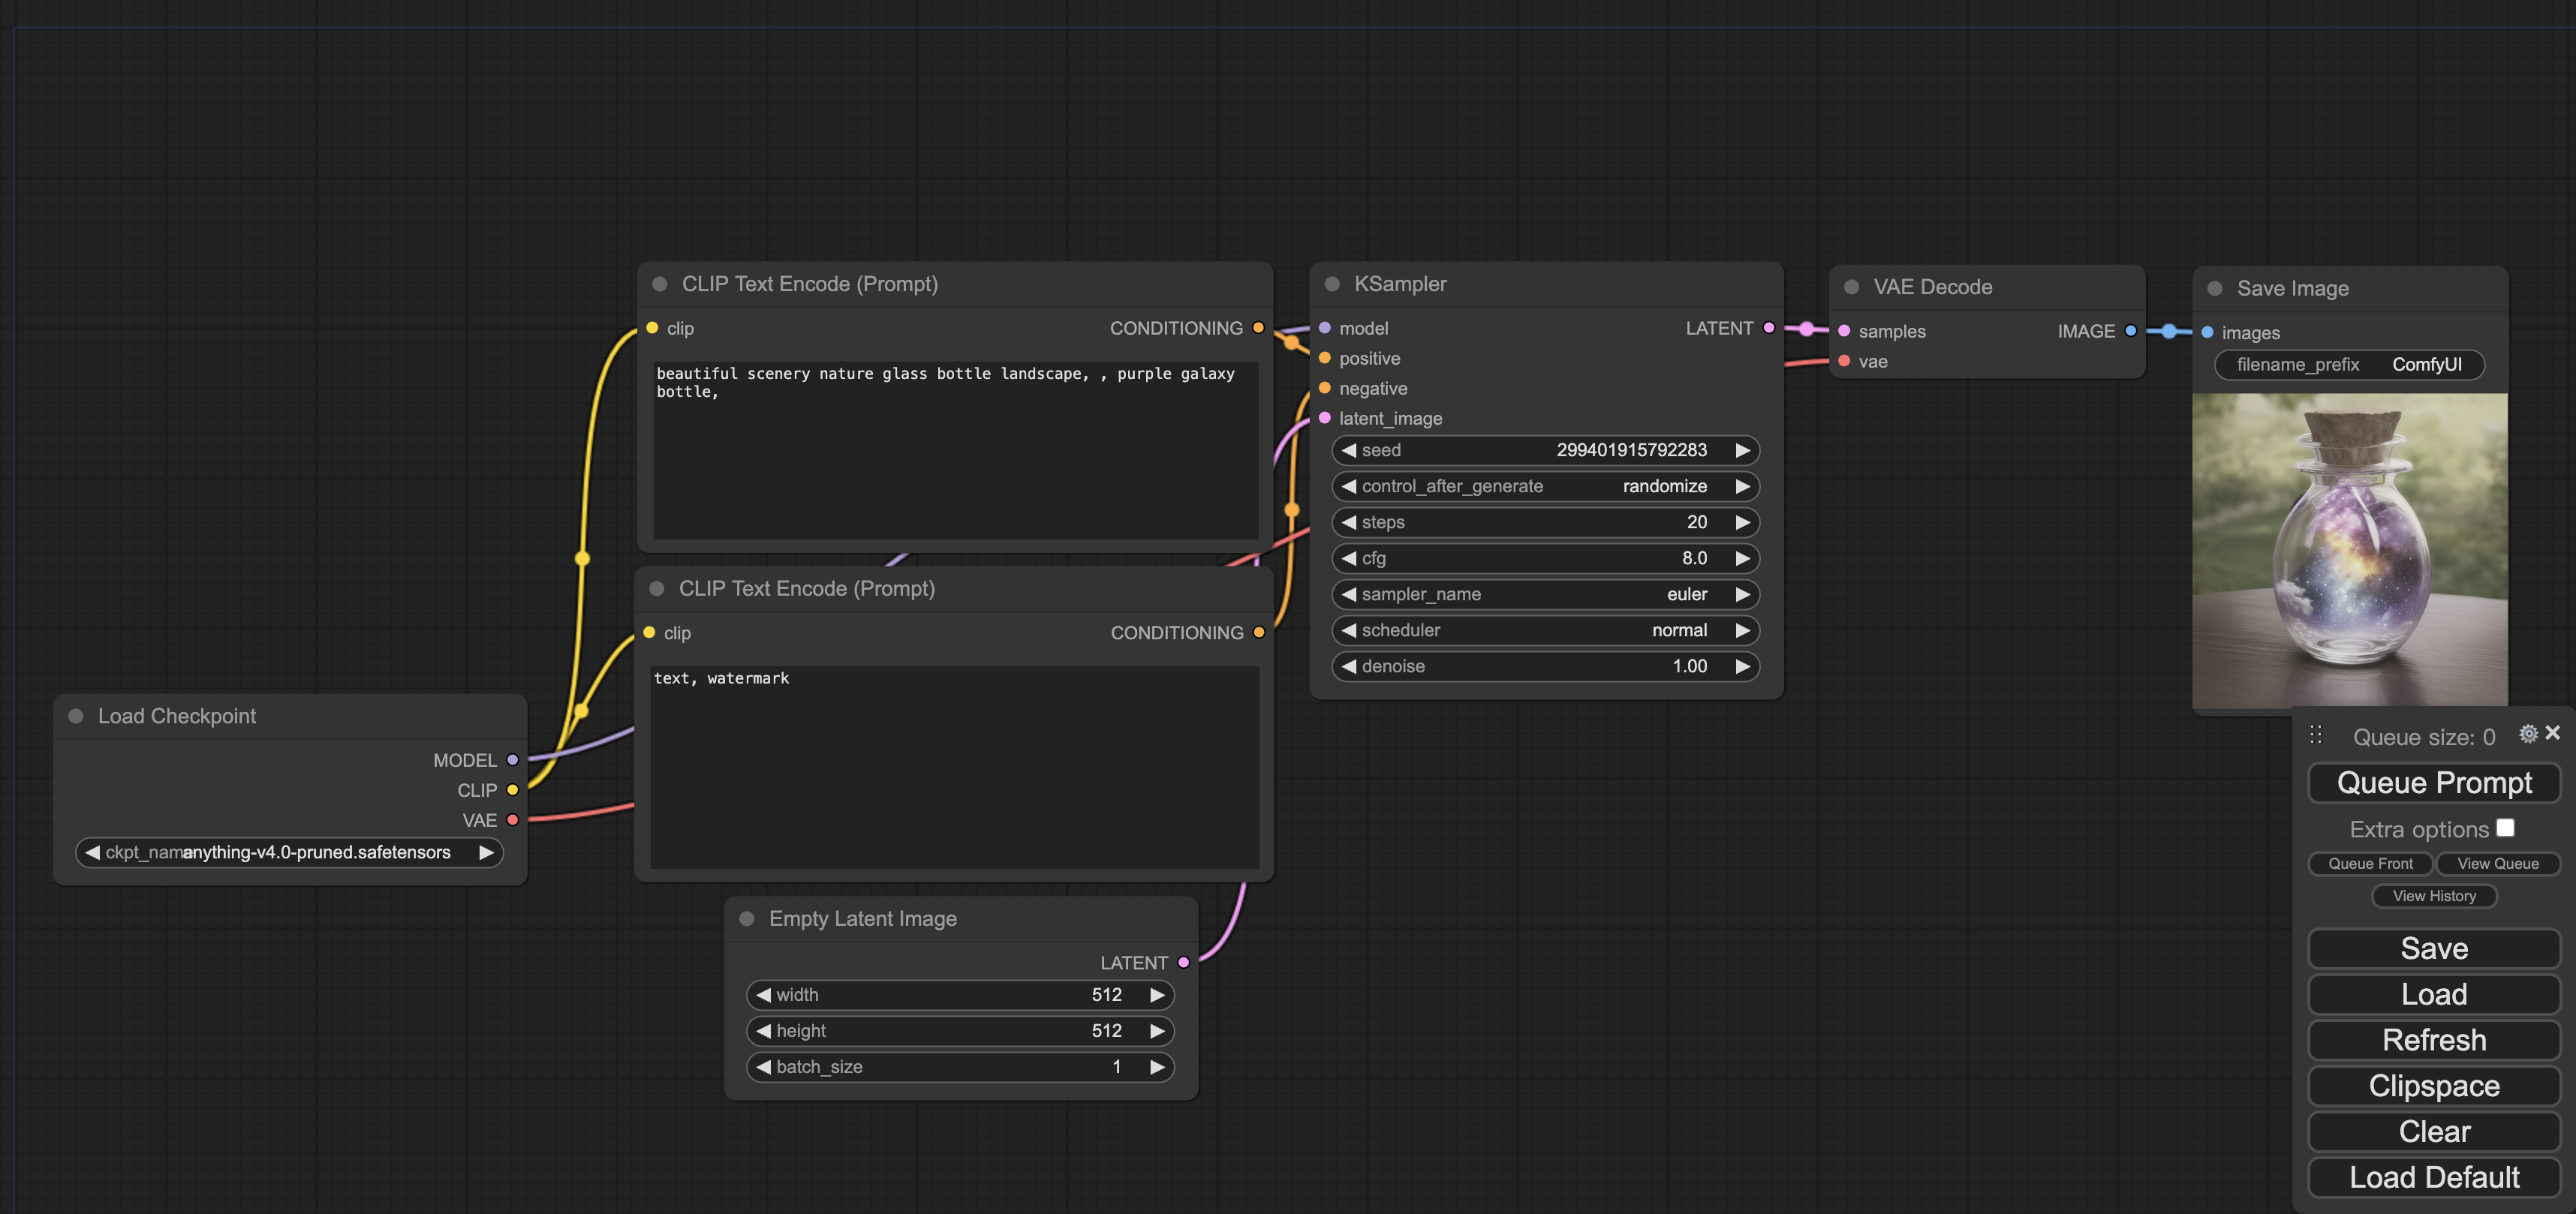 CLIP Text Encode (Prompt)
clip
CONDITIONING
beautiful scenery nature glass bottle landscape, , purple galaxy
bottle,
CLIP Text Encode (Prompt)
clip
CONDITIONING
text, watermark
Load Checkpoint
MODEL
CLIP
VAE
ckpt_nam anything-v4.0-pruned.safetensors
Empty Latent Image
LATENT
width 512
height 512
batch_size 1
KSampler
model
LATENT
positive
negative
latent_image
seed 299401915792283
control_after_generate randomize
steps 20
cfg 8.0
sampler_name euler
scheduler normal
denoise 1.00
VAE Decode
samples
IMAGE
vae
Save Image
images
filename_prefix ComfyUI
Queue size: 0
Queue Prompt
Extra options
Queue Front
View Queue
View History
Save
Load
Refresh
Clipspace
Clear
Load Default